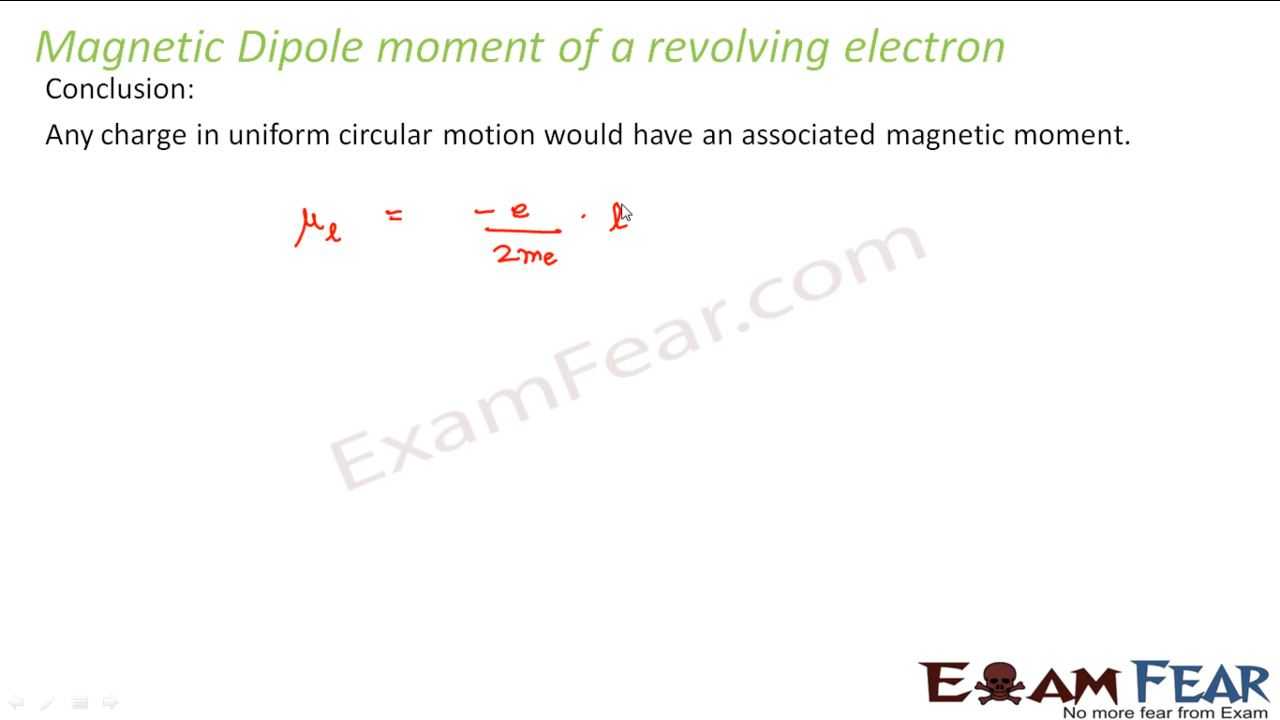 Magnetic Dipole moment of a revolving electron
Conclusion:
Any charge in uniform circular motion would have an associated magnetic moment.
μl = -e/2me · l
ExamFear.com
EXAM FEAR
No more fear from Exam